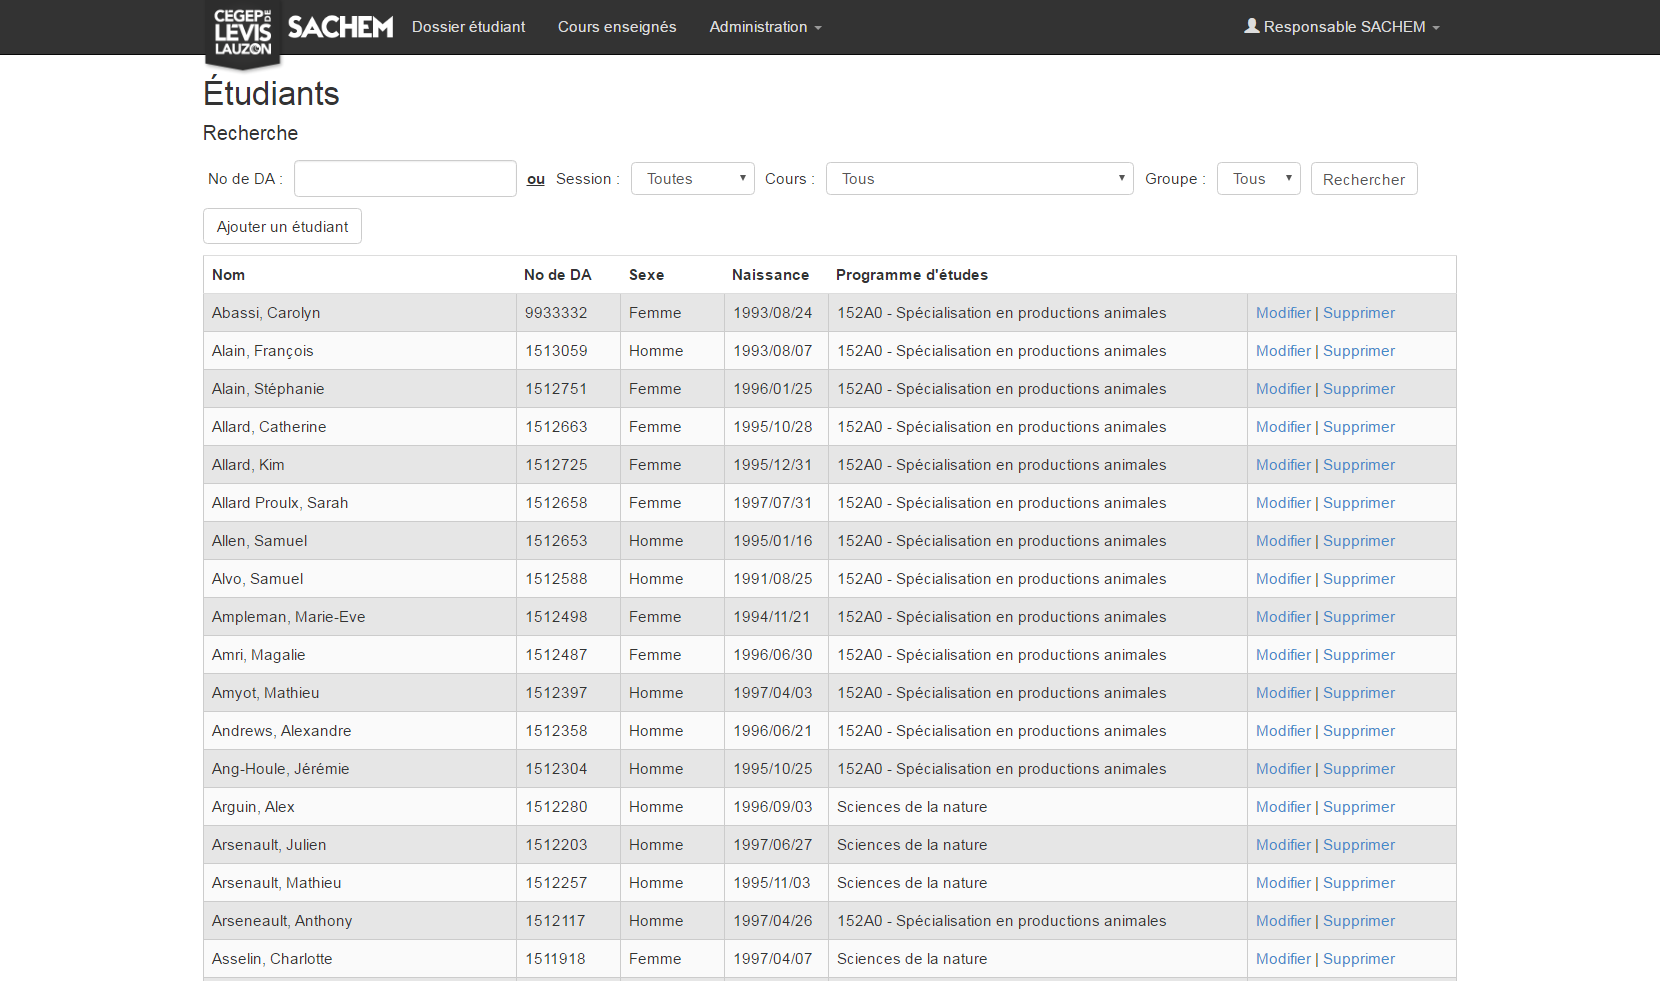 CEGEP DE LÉVIS LAUZON SACHEM Dossier étudiant Cours enseignés Administration Responsable SACHEM
Étudiants
Recherche
No de DA : ou Session : Toutes Cours : Tous Groupe : Tous Rechercher
Ajouter un étudiant
Nom No de DA Sexe Naissance Programme d'études
Abassi, Carolyn 9933332 Femme 1993/08/24 152A0 - Spécialisation en productions animales Modifier | Supprimer
Alain, François 1513059 Homme 1993/08/07 152A0 - Spécialisation en productions animales Modifier | Supprimer
Alain, Stéphanie 1512751 Femme 1996/01/25 152A0 - Spécialisation en productions animales Modifier | Supprimer
Allard, Catherine 1512663 Femme 1995/10/28 152A0 - Spécialisation en productions animales Modifier | Supprimer
Allard, Kim 1512725 Femme 1995/12/31 152A0 - Spécialisation en productions animales Modifier | Supprimer
Allard Proulx, Sarah 1512658 Femme 1997/07/31 152A0 - Spécialisation en productions animales Modifier | Supprimer
Allen, Samuel 1512653 Homme 1995/01/16 152A0 - Spécialisation en productions animales Modifier | Supprimer
Alvo, Samuel 1512588 Homme 1991/08/25 152A0 - Spécialisation en productions animales Modifier | Supprimer
Ampleman, Marie-Eve 1512498 Femme 1994/11/21 152A0 - Spécialisation en productions animales Modifier | Supprimer
Amri, Magalie 1512487 Femme 1996/06/30 152A0 - Spécialisation en productions animales Modifier | Supprimer
Amyot, Mathieu 1512397 Homme 1997/04/03 152A0 - Spécialisation en productions animales Modifier | Supprimer
Andrews, Alexandre 1512358 Homme 1996/06/21 152A0 - Spécialisation en productions animales Modifier | Supprimer
Ang-Houle, Jérémie 1512304 Homme 1995/10/25 152A0 - Spécialisation en productions animales Modifier | Supprimer
Arguin, Alex 1512280 Homme 1996/09/03 Sciences de la nature Modifier | Supprimer
Arsenault, Julien 1512203 Homme 1997/06/27 Sciences de la nature Modifier | Supprimer
Arsenault, Mathieu 1512257 Homme 1995/11/03 Sciences de la nature Modifier | Supprimer
Arseneault, Anthony 1512117 Homme 1997/04/26 152A0 - Spécialisation en productions animales Modifier | Supprimer
Asselin, Charlotte 1511918 Femme 1997/04/07 Sciences de la nature Modifier | Supprimer